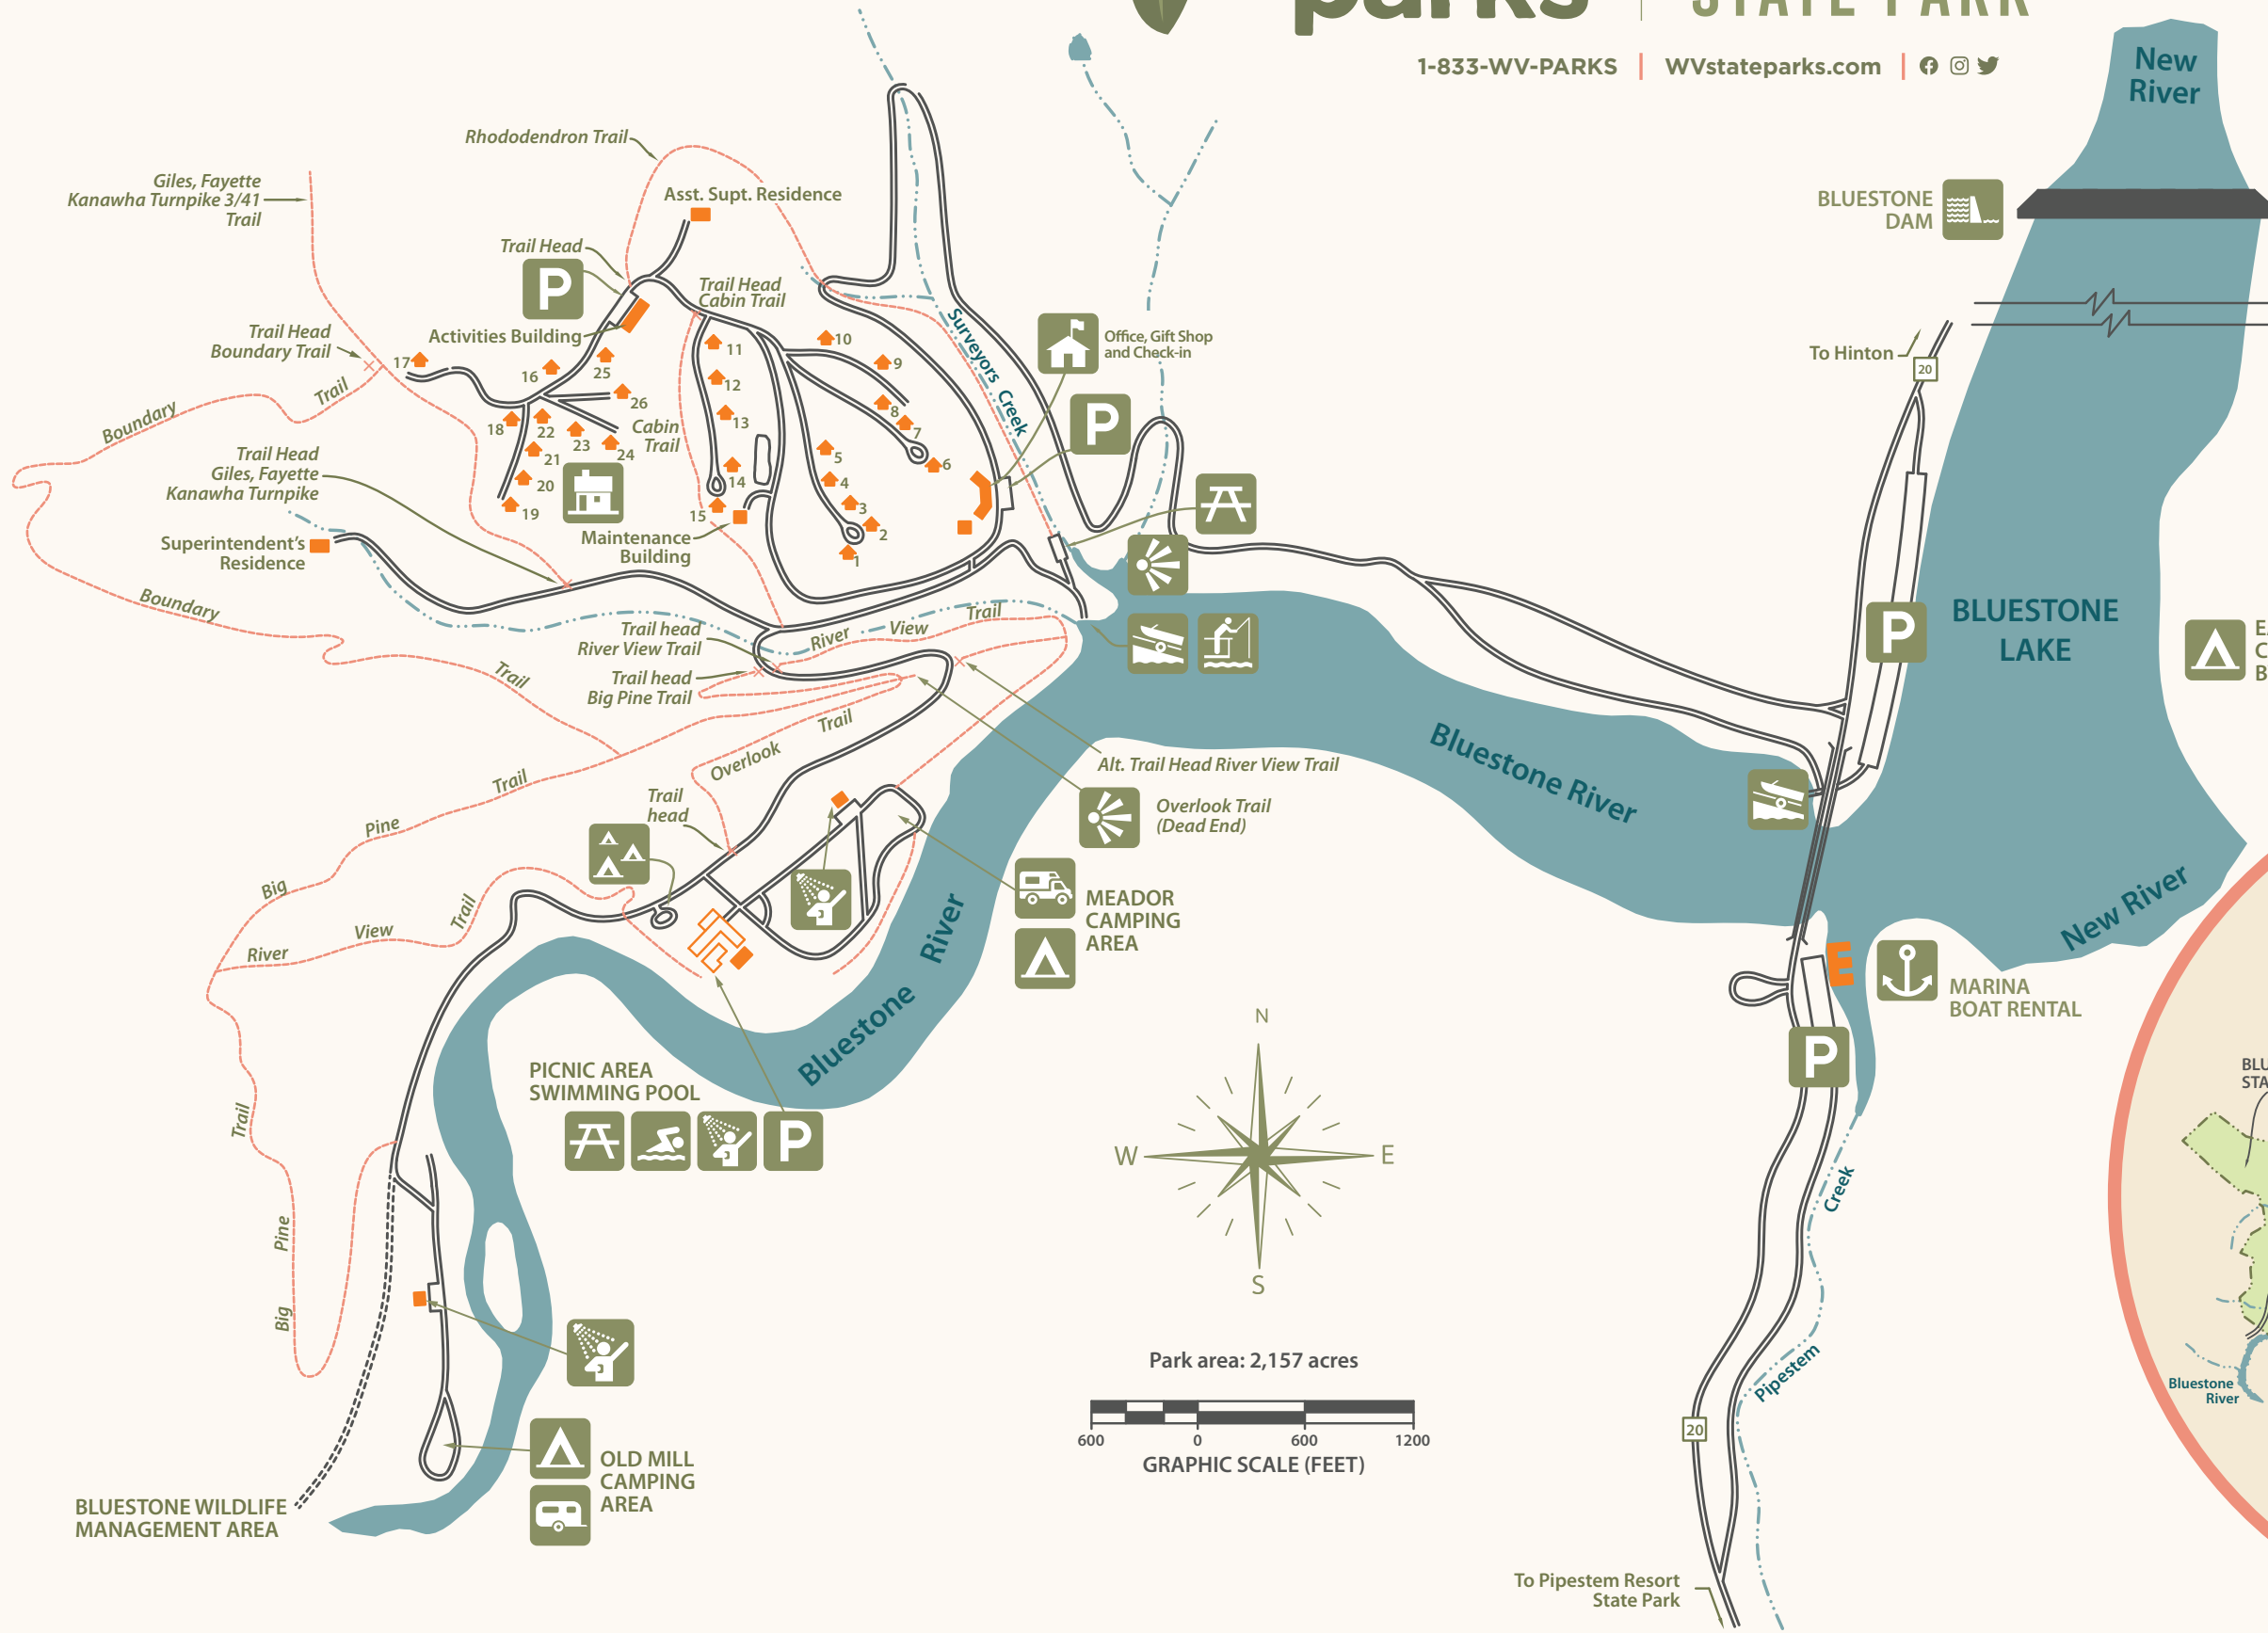 parks
STATE PARK
1-833-WV-PARKS | WVstateparks.com
New
River
Rhododendron Trail
Giles, Fayette
Kanawha Turnpike 3/41
Trail
Asst. Supt. Residence
BLUESTONE
DAM
Trail Head
P
Trail Head
Cabin Trail
Activities Building
Trail Head
Boundary Trail
Surveyors Creek
Office, Gift Shop
and Check-in
To Hinton
20
17
16
25
26
11
12
13
14
15
10
9
8
7
6
5
4
3
2
1
18
22
23
24
21
20
19
Cabin
Trail
P
Boundary
Trail
Trail Head
Giles, Fayette
Kanawha Turnpike
Maintenance
Building
Superintendent's
Residence
Boundary
Trail
Trail head
River View Trail
River View Trail
Trail head
Big Pine Trail
P
BLUESTONE
LAKE
Overlook Trail
Bluestone River
Alt. Trail Head River View Trail
Overlook Trail
(Dead End)
Trail
head
Big Pine Trail
River View Trail
MEADOR
CAMPING
AREA
Bluestone River
New River
MARINA
BOAT RENTAL
P
N
W
E
S
PICNIC AREA
SWIMMING POOL
P
BLU
STA
Big Pine Trail
Big
Creek
Pipestem
Park area: 2,157 acres
600 0 600 1200
GRAPHIC SCALE (FEET)
Bluestone
River
20
OLD MILL
CAMPING
AREA
BLUESTONE WILDLIFE
MANAGEMENT AREA
To Pipestem Resort
State Park